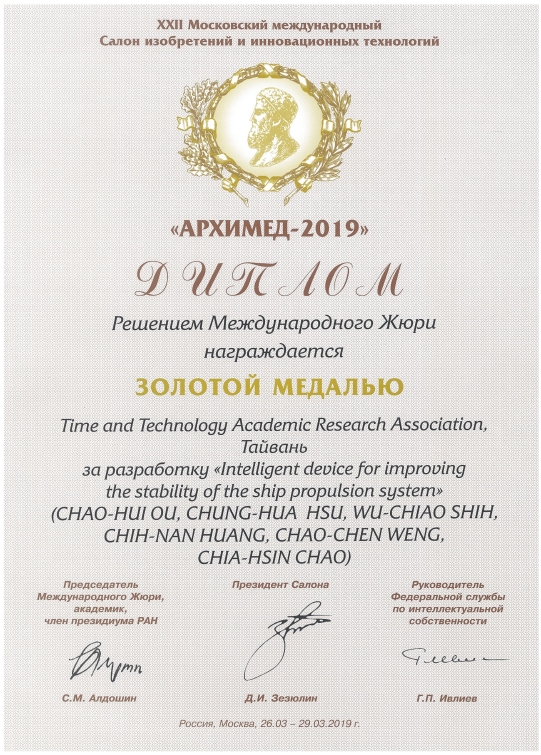 XXII Московский международный
Салон изобретений и инновационных технологий
«АРХИМЕД-2019»
ДИПЛОМ
Решением Международного Жюри
награждается
ЗОЛОТОЙ МЕДАЛЬЮ
Time and Technology Academic Research Association,
Тайвань
за разработку «Intelligent device for improving
the stability of the ship propulsion system»
(CHAO-HUI OU, CHUNG-HUA HSU, WU-CHIAO SHIH,
CHIH-NAN HUANG, CHAO-CHEN WENG,
CHIA-HSIN CHAO)
Председатель
Международного Жюри,
академик,
член президиума РАН
С.М. Алдошин
Президент Салона
Д.И. Зезюлин
Руководитель
Федеральной службы
по интеллектуальной
собственности
Г.П. Ивлиев
Россия, Москва, 26.03 – 29.03.2019 г.